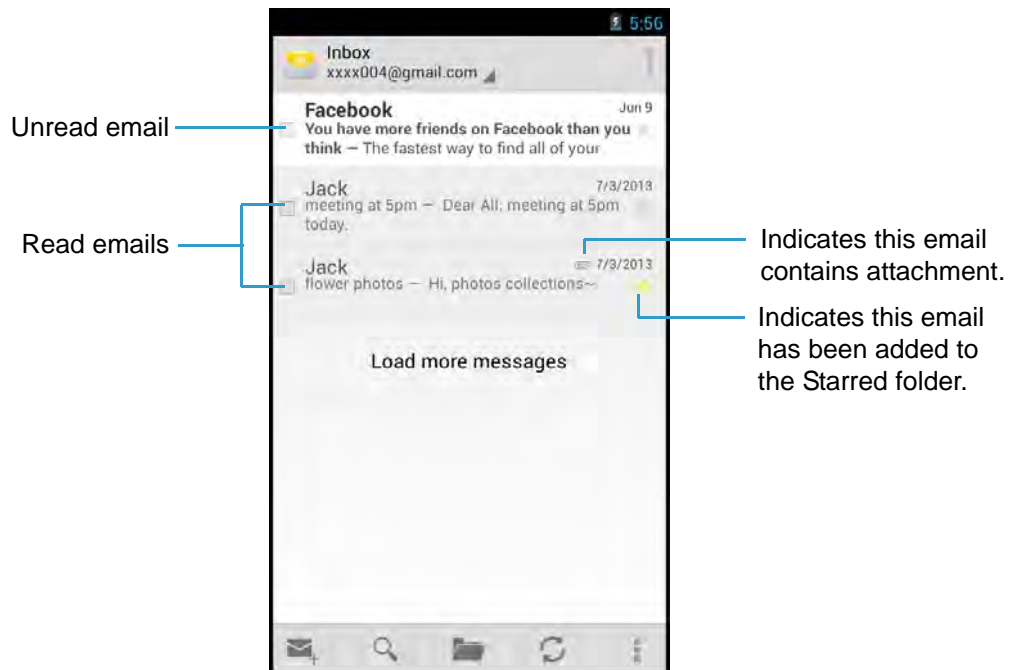 5:56
Inbox
1
xxxx004@gmail.com
Unread email
Facebook
Jun 9
You have more friends on Facebook than you
think – The fastest way to find all of your
Read emails
Jack
7/3/2013
meeting at 5pm – Dear All: meeting at 5pm
today.
Jack
7/3/2013
flower photos – Hi, photos collections~
Indicates this email
contains attachment.
Indicates this email
has been added to
the Starred folder.
Load more messages